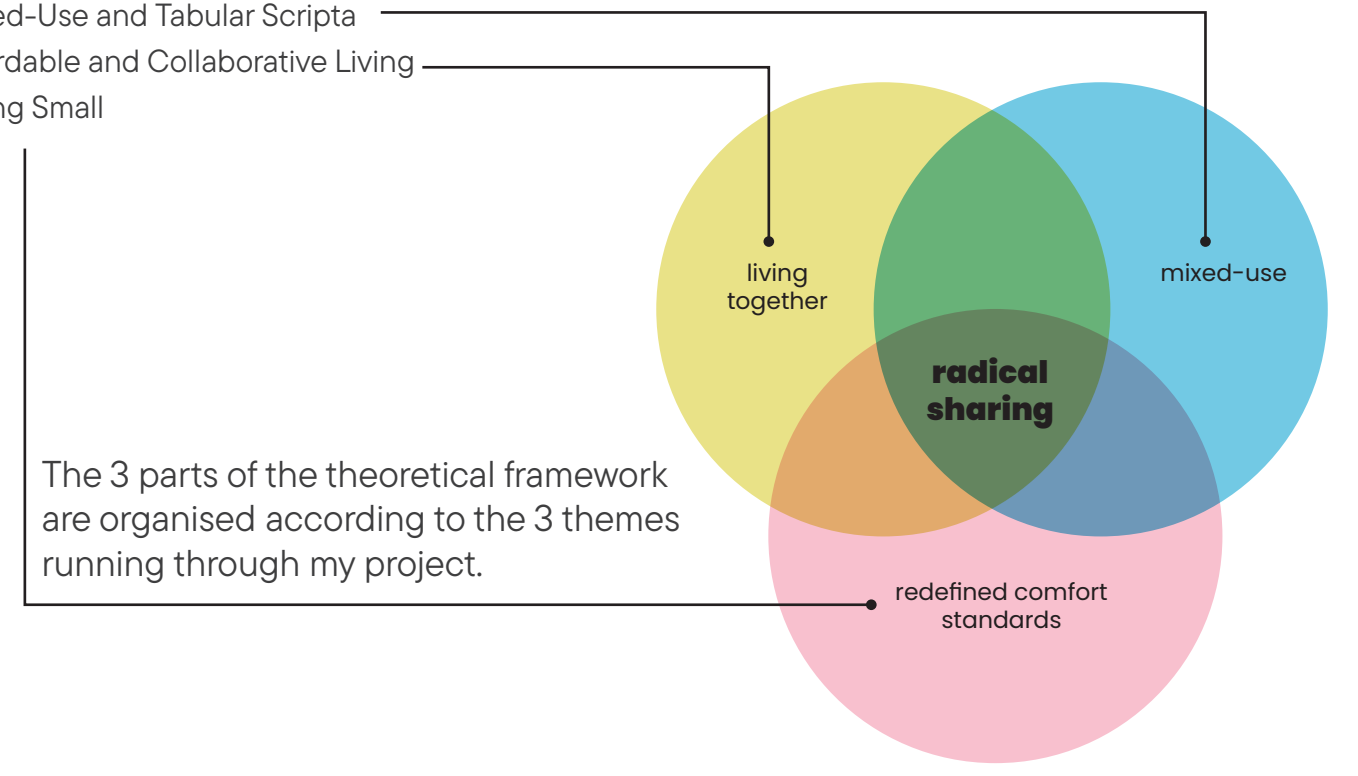 ed-Use and Tabular Scripta
rdable and Collaborative Living
ng Small
living
together
mixed-use
radical
sharing
The 3 parts of the theoretical framework
are organised according to the 3 themes
running through my project.
redefined comfort
standards